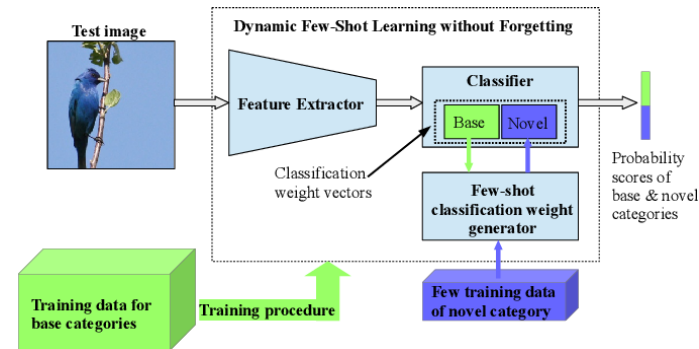 Dynamic Few-Shot Learning without Forgetting
Test image
Feature Extractor
Classifier
Base
Novel
Classification
weight vectors
Few-shot
classification weight
generator
Probability
scores of
base & novel
categories
Training data for
base categories
Training procedure
Few training data
of novel category